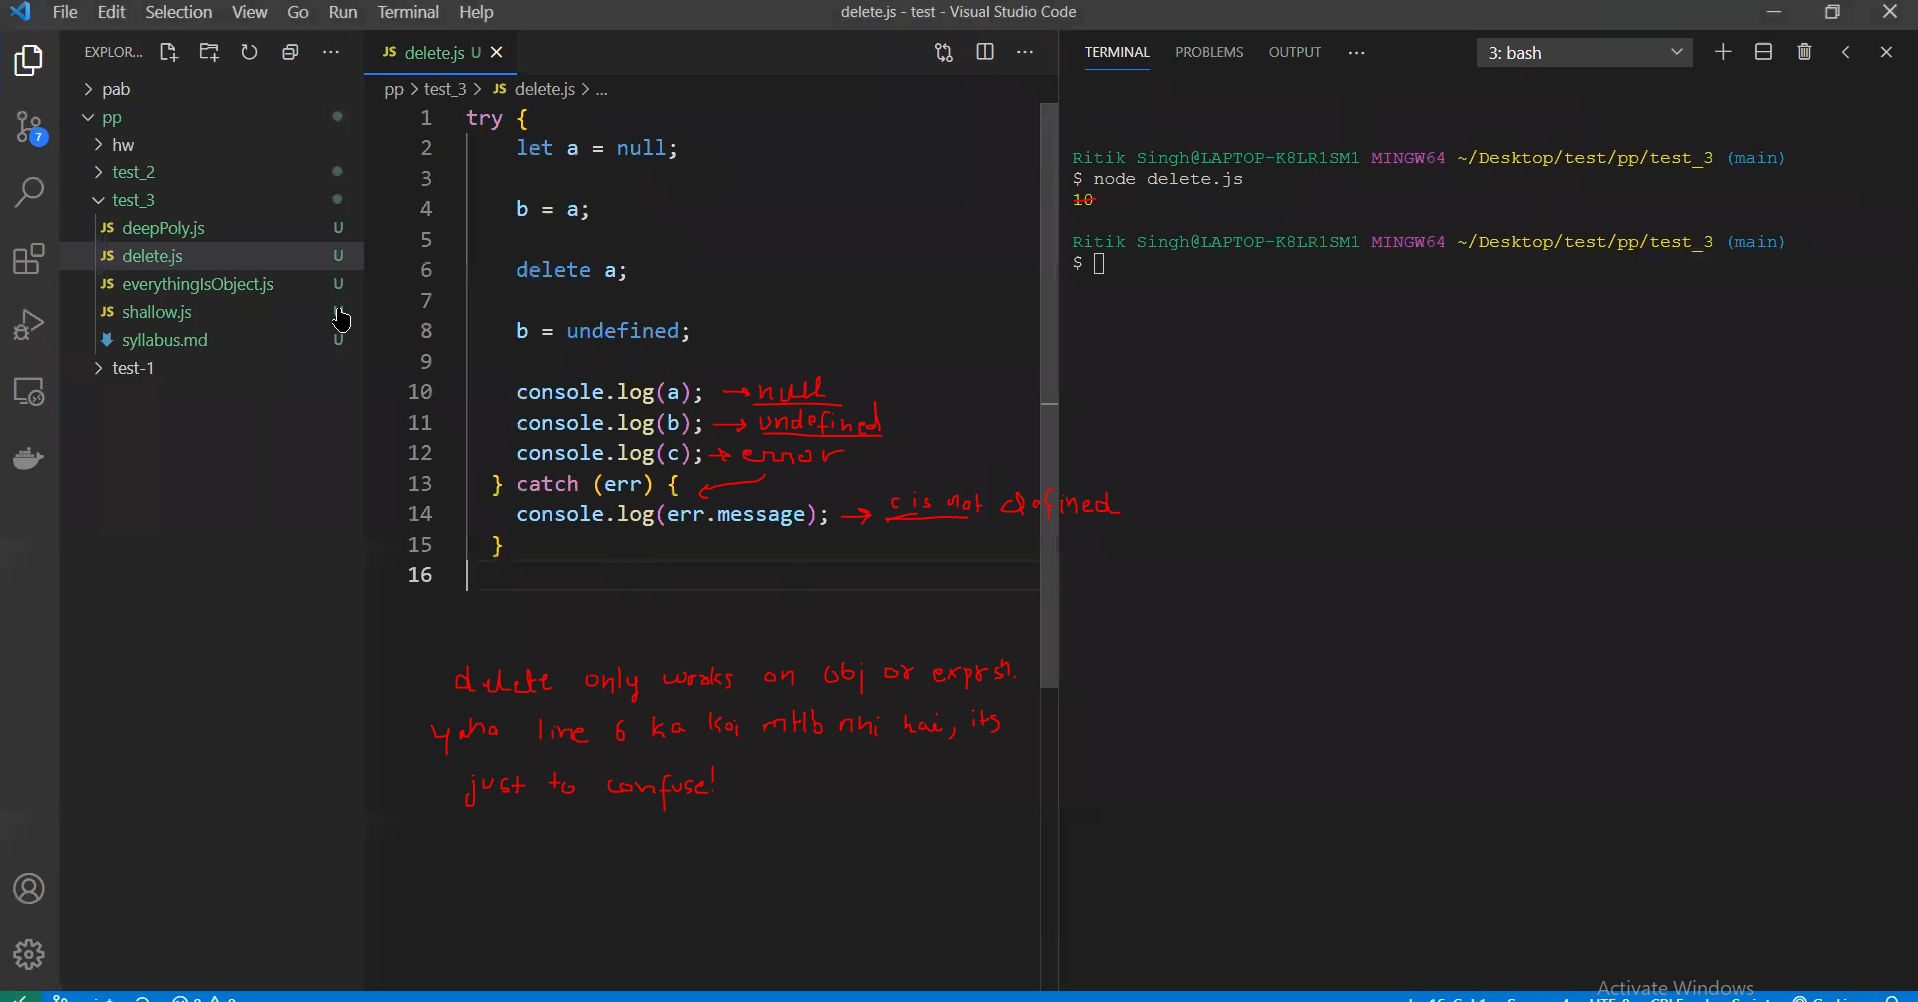 File Edit Selection View Go Run Terminal Help
delete.js - test - Visual Studio Code
EXPLOR... ...
JS delete.js U ×
TERMINAL PROBLEMS OUTPUT ...
3: bash
pp > test_3 > JS delete.js > ...
> pab
pp
> hw
> test_2
test_3
JS deepPoly.js U
JS delete.js U
JS everythingIsObject.js U
JS shallow.js U
syllabus.md U
> test-1
7
1 try {
2 let a = null;
3
4 b = a;
5
6 delete a;
7
8 b = undefined;
9
10 console.log(a); → null
11 console.log(b); → undefined
12 console.log(c); → error
13 } catch (err) {
14 console.log(err.message); → c is not defined
15 }
16
delete only works on obj or exprsn.
yaha line 6 ka koi mtlb nhi hai, its
just to confuse!
Ritik Singh@LAPTOP-K8LR1SM1 MINGW64 ~/Desktop/test/pp/test_3 (main)
$ node delete.js
10
Ritik Singh@LAPTOP-K8LR1SM1 MINGW64 ~/Desktop/test/pp/test_3 (main)
$
Activate Windows